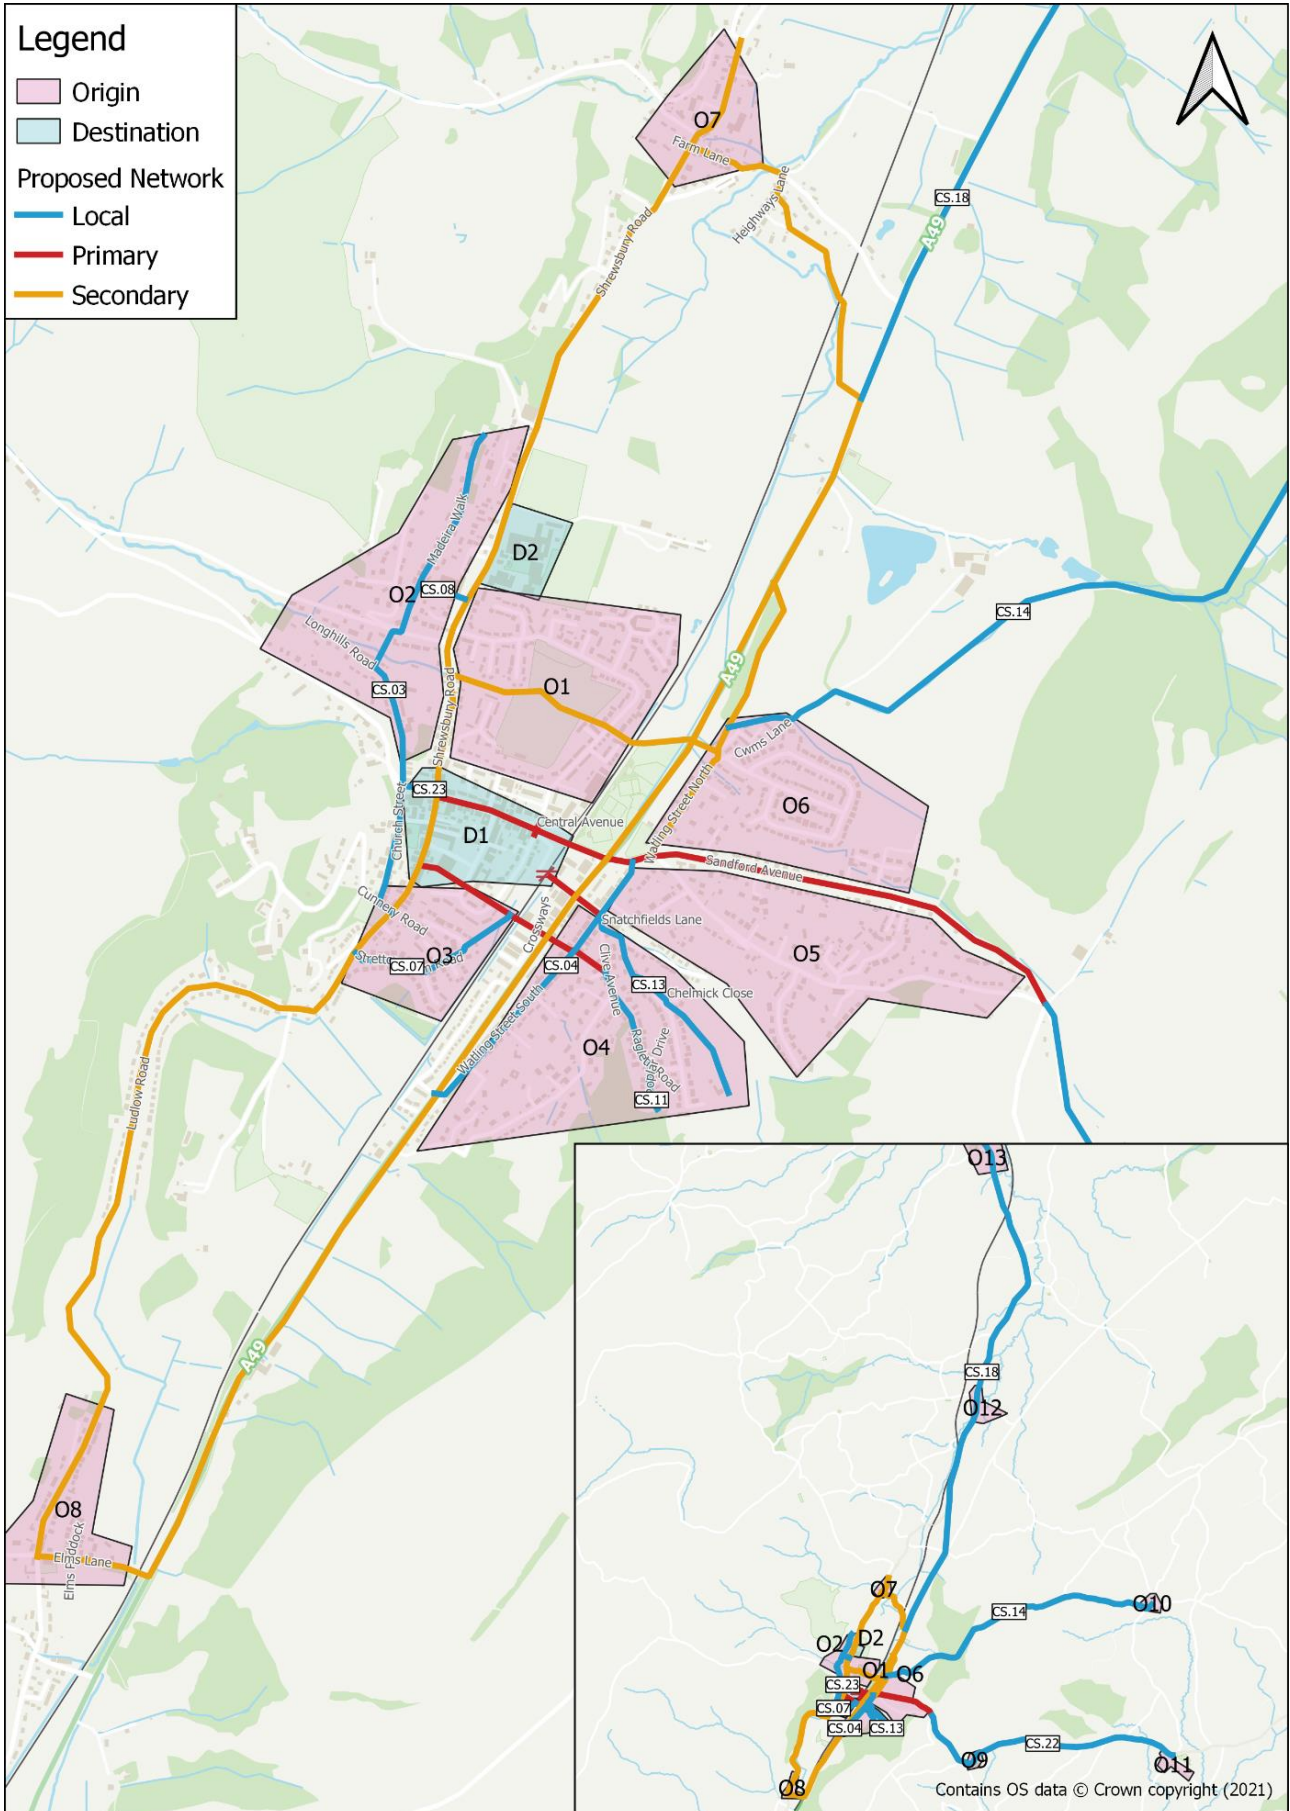 Legend
Origin
Destination
Proposed Network
Local
Primary
Secondary
O7
Farm Lane
Heighways Lane
CS.18
A49
Shrewsbury Road
Madeira Walk
D2
O2
CS.08
CS.14
Longhills Road
CS.03
O1
A49
Shrewsbury Road
Cwms Lane
CS.23
Church Street
D1
Central Avenue
Watling Street North
O6
Sandford Avenue
Cunnery Road
Crossways
Snatchfields Lane
O3
CS.07
CS.04
Clive Avenue
O5
CS.13
Chelmick Close
Watling Street South
O4
Drive
Road
CS.11
Ludlow Road
A49
O8
Elms Lane
Elms Paddock
O13
CS.18
O12
O7
CS.14
O10
O2
D2
O1
O6
CS.23
CS.07
CS.04
CS.13
O9
CS.22
O11
O8
Contains OS data © Crown copyright (2021)